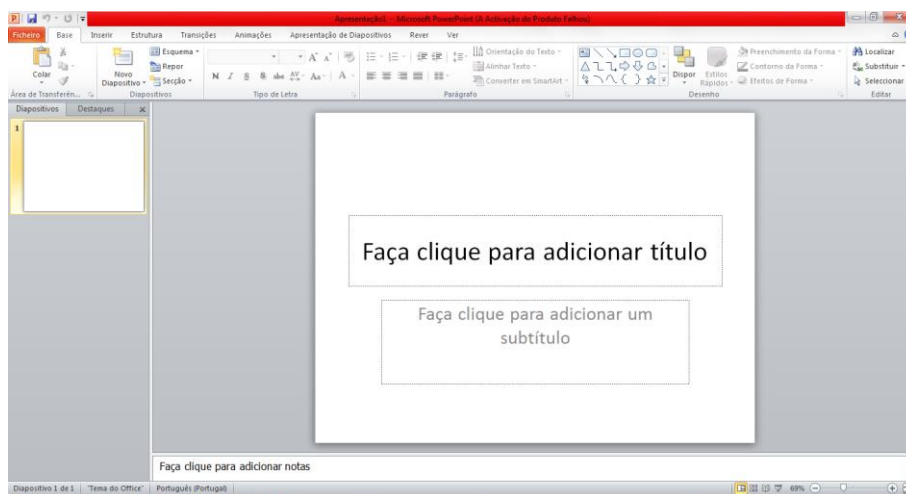 Apresentação1 - Microsoft PowerPoint (A Activação do Produto Falhou)
Ficheiro Base Inserir Estrutura Transições Animações Apresentação de Diapositivos Rever Ver
Colar
Área de Transferên...
Novo
Diapositivo
Esquema
Repor
Secção
Diapositivos
N I S S abc AV Aa A
Tipo de Letra
Orientação do Texto
Alinhar Texto
Converter em SmartArt
Parágrafo
Dispor
Estilos
Rápidos
Preenchimento da Forma
Contorno da Forma
Efeitos de Forma
Desenho
Localizar
Substituir
Seleccionar
Editar
Diapositivos Destaques
1
Faça clique para adicionar título
Faça clique para adicionar um
subtítulo
Faça clique para adicionar notas
Diapositivo 1 de 1 "Tema do Office" Português (Portugal) 69%